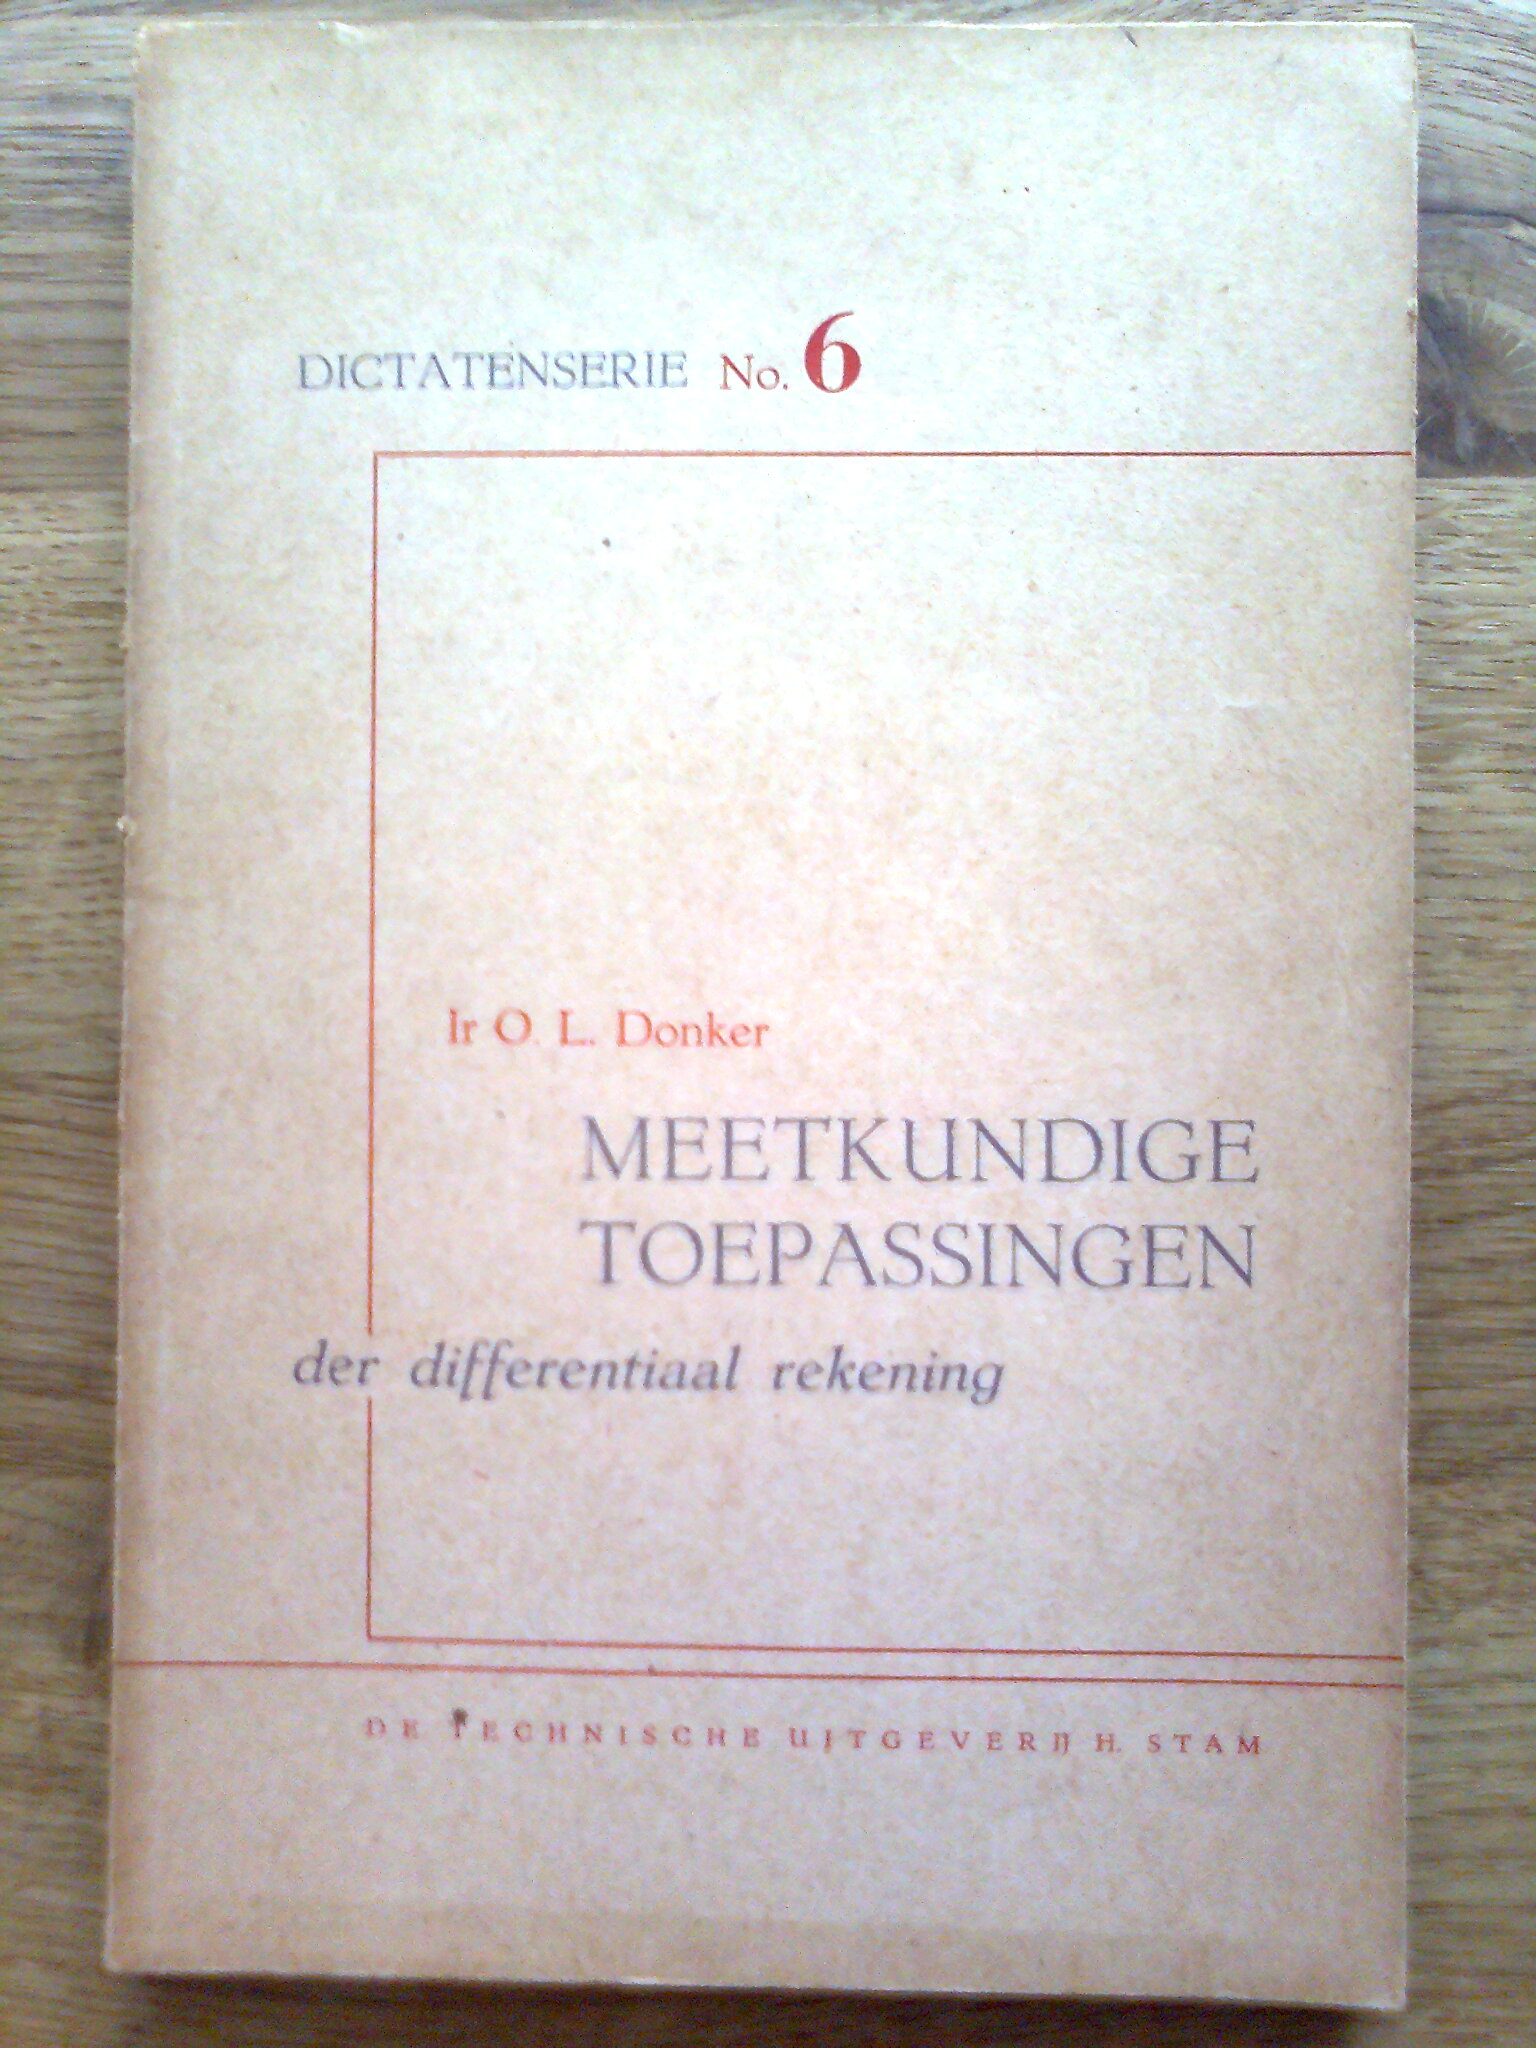 DICTATENSERIE No. 6
Ir O. L. Donker
MEETKUNDIGE
TOEPASSINGEN
der differentiaal rekening
DE TECHNISCHE UITGEVERIJ H. STAM